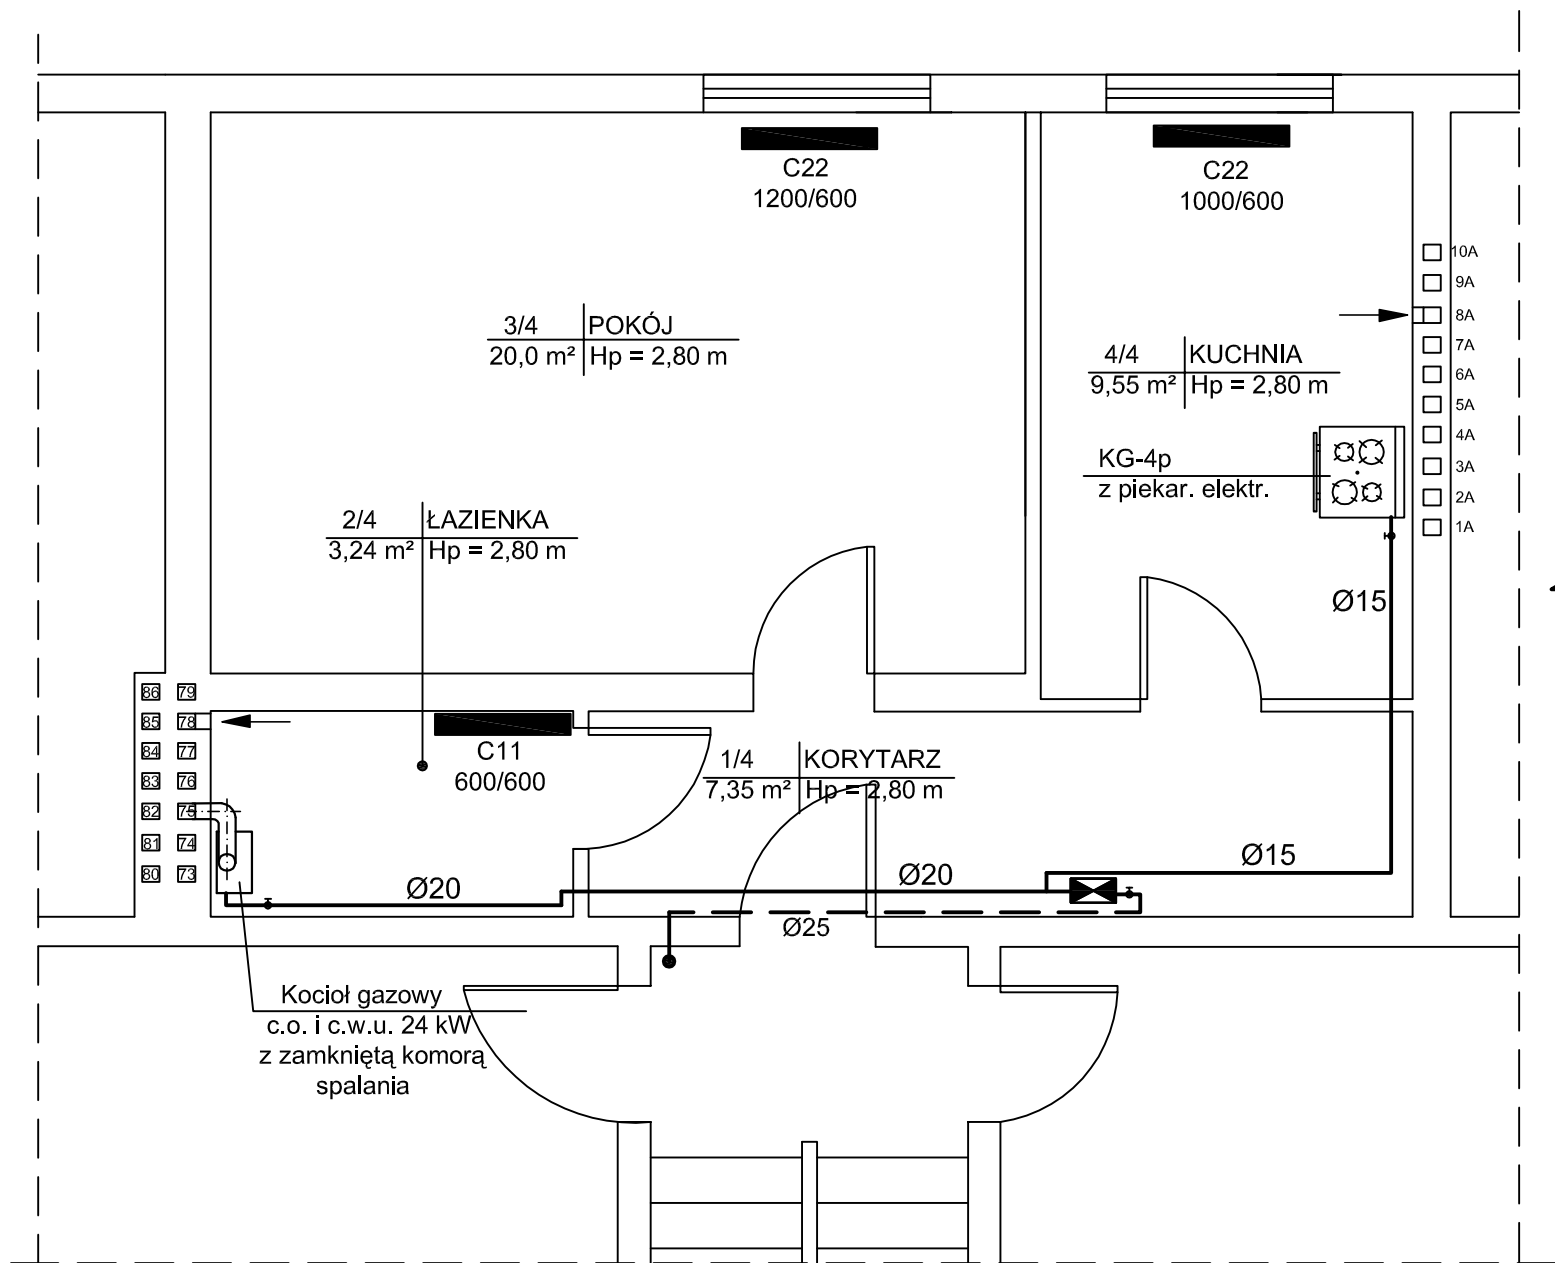 C22
1200/600
C22
1000/600
10A
9A
8A
7A
6A
5A
4A
3A
2A
1A
3/4 POKÓJ
20,0 m² Hp = 2,80 m
4/4 KUCHNIA
9,55 m² Hp = 2,80 m
KG-4p
z piekar. elektr.
2/4 ŁAZIENKA
3,24 m² Hp = 2,80 m
Ø15
86 79
85 78
84 77
83 76
82 75
81 74
80 73
C11
600/600
1/4 KORYTARZ
7,35 m² Hp = 2,80 m
Ø20
Ø20
Ø15
Ø25
Kocioł gazowy
c.o. i c.w.u. 24 kW
z zamkniętą komorą
spalania